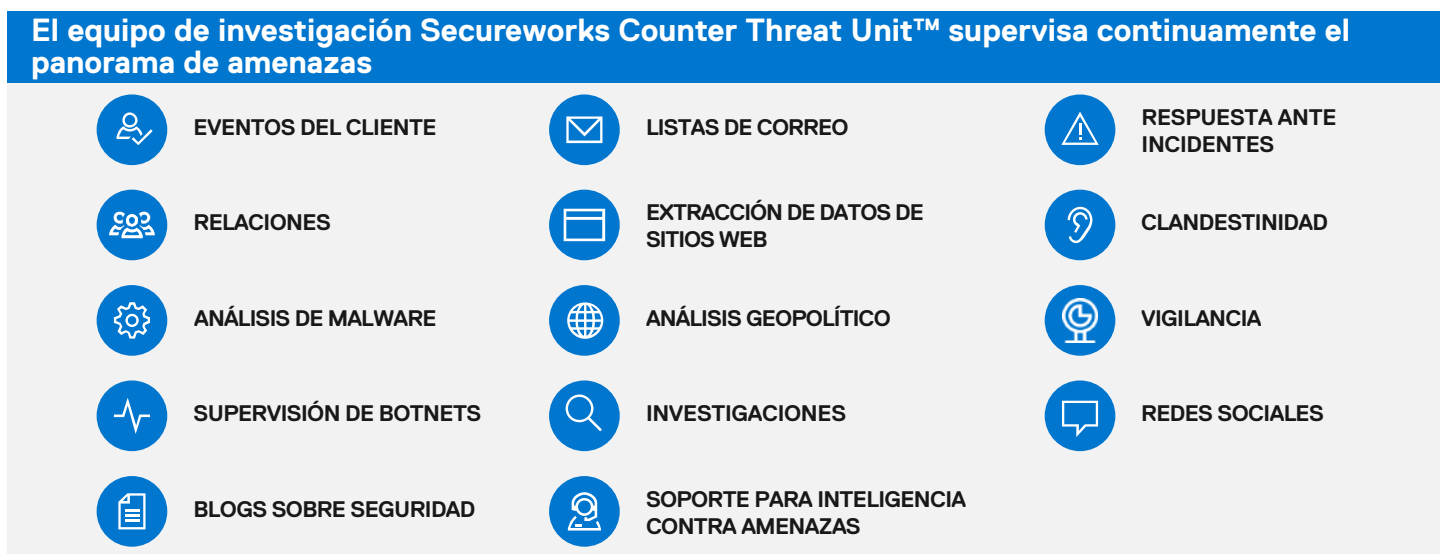 El equipo de investigación Secureworks Counter Threat Unit™ supervisa continuamente el
panorama de amenazas
EVENTOS DEL CLIENTE
LISTAS DE CORREO
RESPUESTA ANTE
INCIDENTES
RELACIONES
EXTRACCIÓN DE DATOS DE
SITIOS WEB
CLANDESTINIDAD
ANÁLISIS DE MALWARE
ANÁLISIS GEOPOLÍTICO
VIGILANCIA
SUPERVISIÓN DE BOTNETS
INVESTIGACIONES
REDES SOCIALES
BLOGS SOBRE SEGURIDAD
SOPORTE PARA INTELIGENCIA
CONTRA AMENAZAS